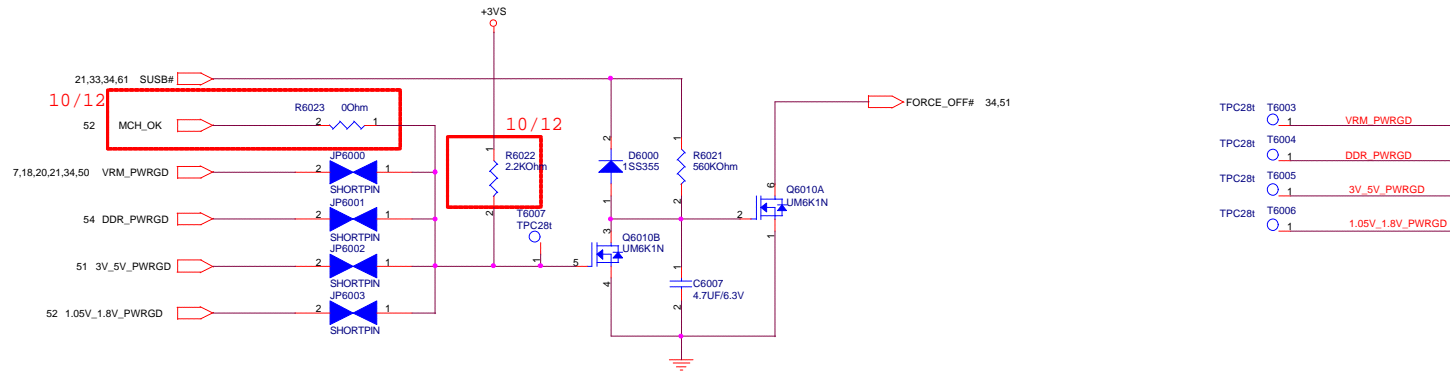 +3VS
21,33,34,61 SUSB#
10/12
R6023 0Ohm
52 MCH_OK
2 1
10/12
R6022
2.2KOhm
1
2
JP6000
7,18,20,21,34,50 VRM_PWRGD
2 1
SHORTPIN
JP6001
54 DDR_PWRGD
2 1
SHORTPIN
JP6002
51 3V_5V_PWRGD
2 1
SHORTPIN
JP6003
52 1.05V_1.8V_PWRGD
2 1
SHORTPIN
T6007
TPC28t
1
2
D6000
1SS355
1
1
R6021
560KOhm
2
3
Q6010B
UM6K1N
5
4
1
C6007
4.7UF/6.3V
2
6
Q6010A
UM6K1N
2
1
FORCE_OFF# 34,51
TPC28t T6003
1 VRM_PWRGD
TPC28t T6004
1 DDR_PWRGD
TPC28t T6005
1 3V_5V_PWRGD
TPC28t T6006
1 1.05V_1.8V_PWRGD